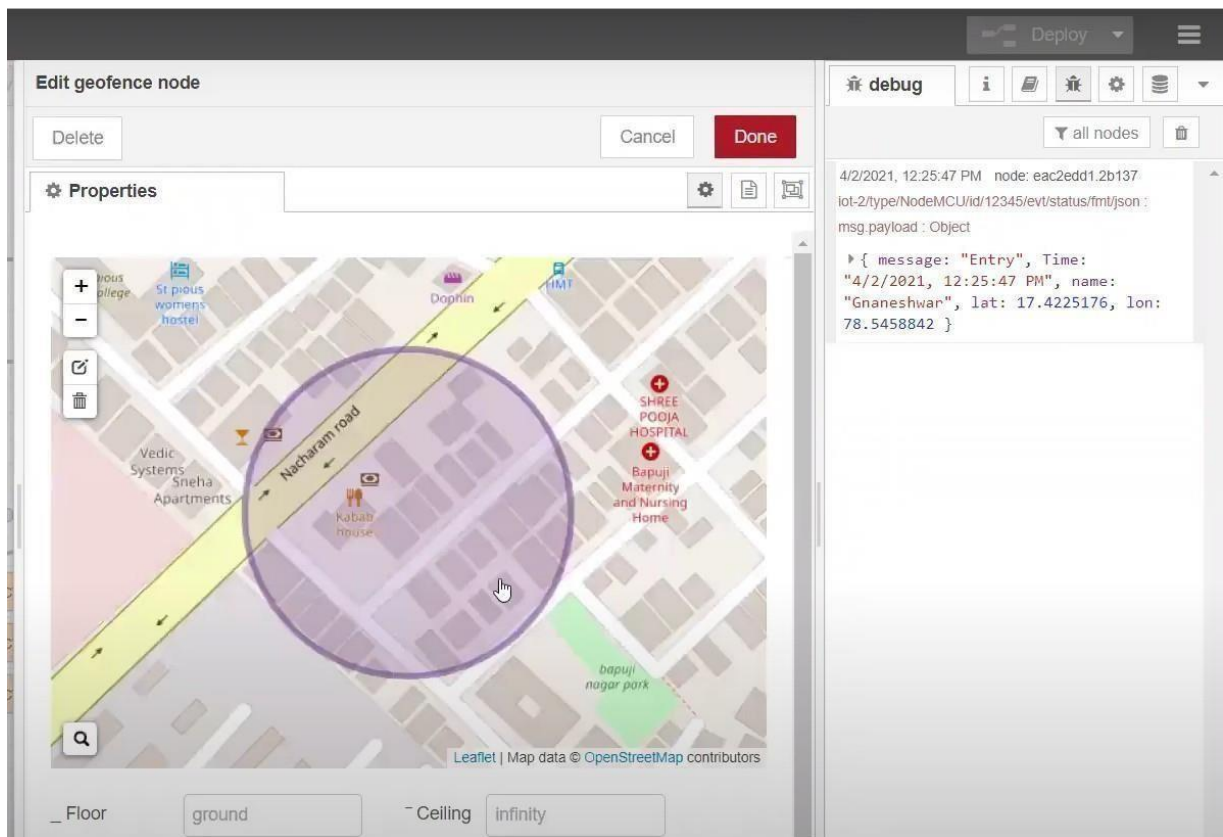 Deploy
Edit geofence node
Delete
Cancel
Done
Properties
debug
i
all nodes
4/2/2021, 12:25:47 PM node: eac2edd1.2b137
iot-2/type/NodeMCU/id/12345/evt/status/fmt/json :
msg.payload : Object
{ message: "Entry", Time:
"4/2/2021, 12:25:47 PM", name:
"Gnaneshwar", lat: 17.4225176, lon:
78.5458842 }
+
−
St pious
womens
hostel
Dophin
HMT
Nacharam road
Vedic
Systems
Sneha
Apartments
Kabab
house
SHREE
POOJA
HOSPITAL
Bapuji
Maternity
and Nursing
Home
bapuji
nagar park
Leaflet | Map data © OpenStreetMap contributors
_ Floor
ground
‾ Ceiling
infinity